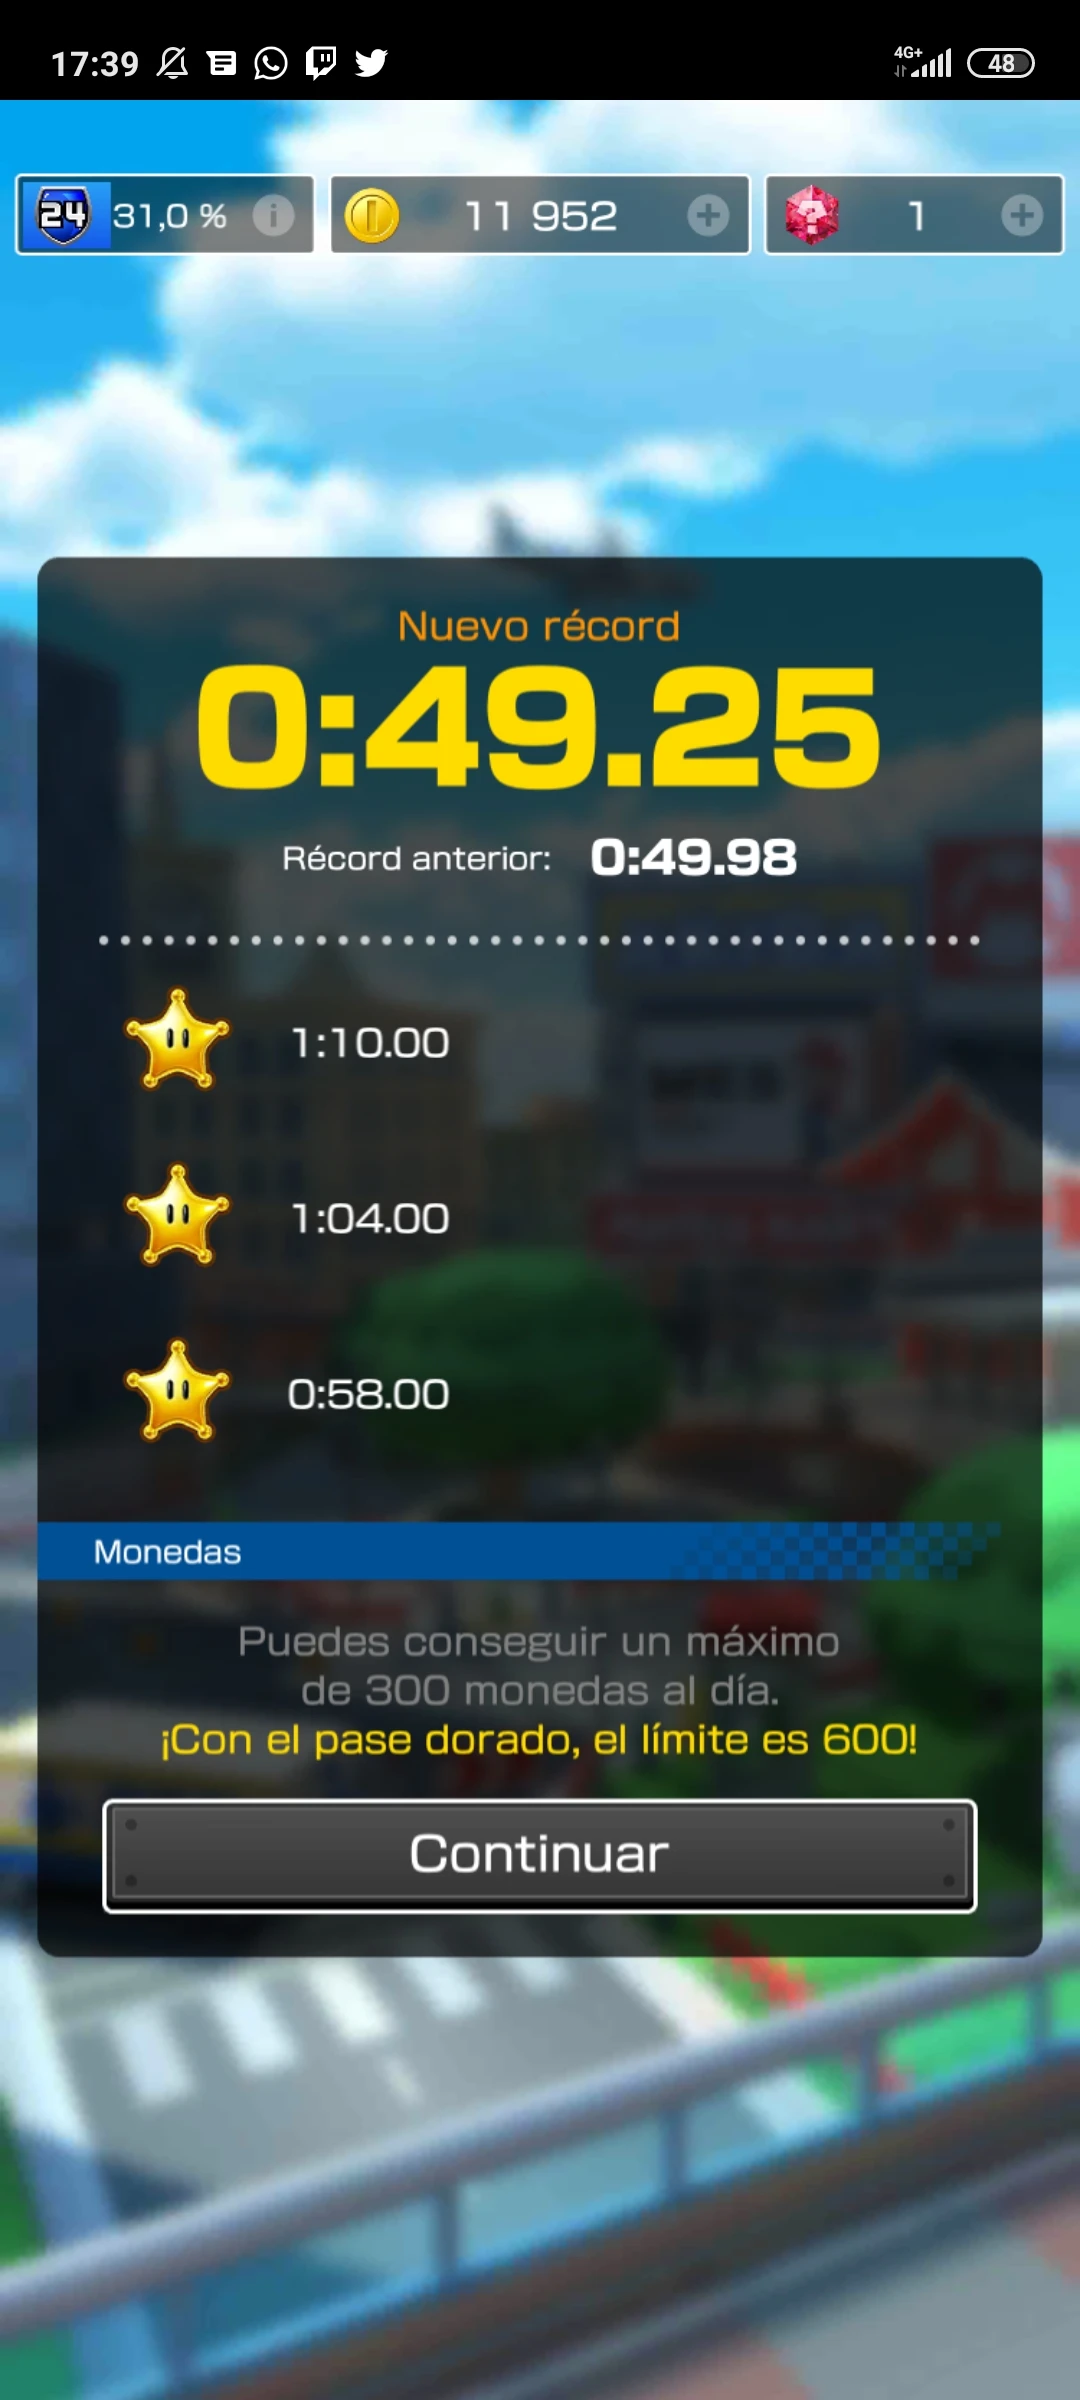 17:39 4G+ 48
24 31,0 % i 11 952 + ? 1 +
Nuevo récord
0:49.25
Récord anterior: 0:49.98
1:10.00
1:04.00
0:58.00
Monedas
Puedes conseguir un máximo
de 300 monedas al día.
¡Con el pase dorado, el límite es 600!
Continuar